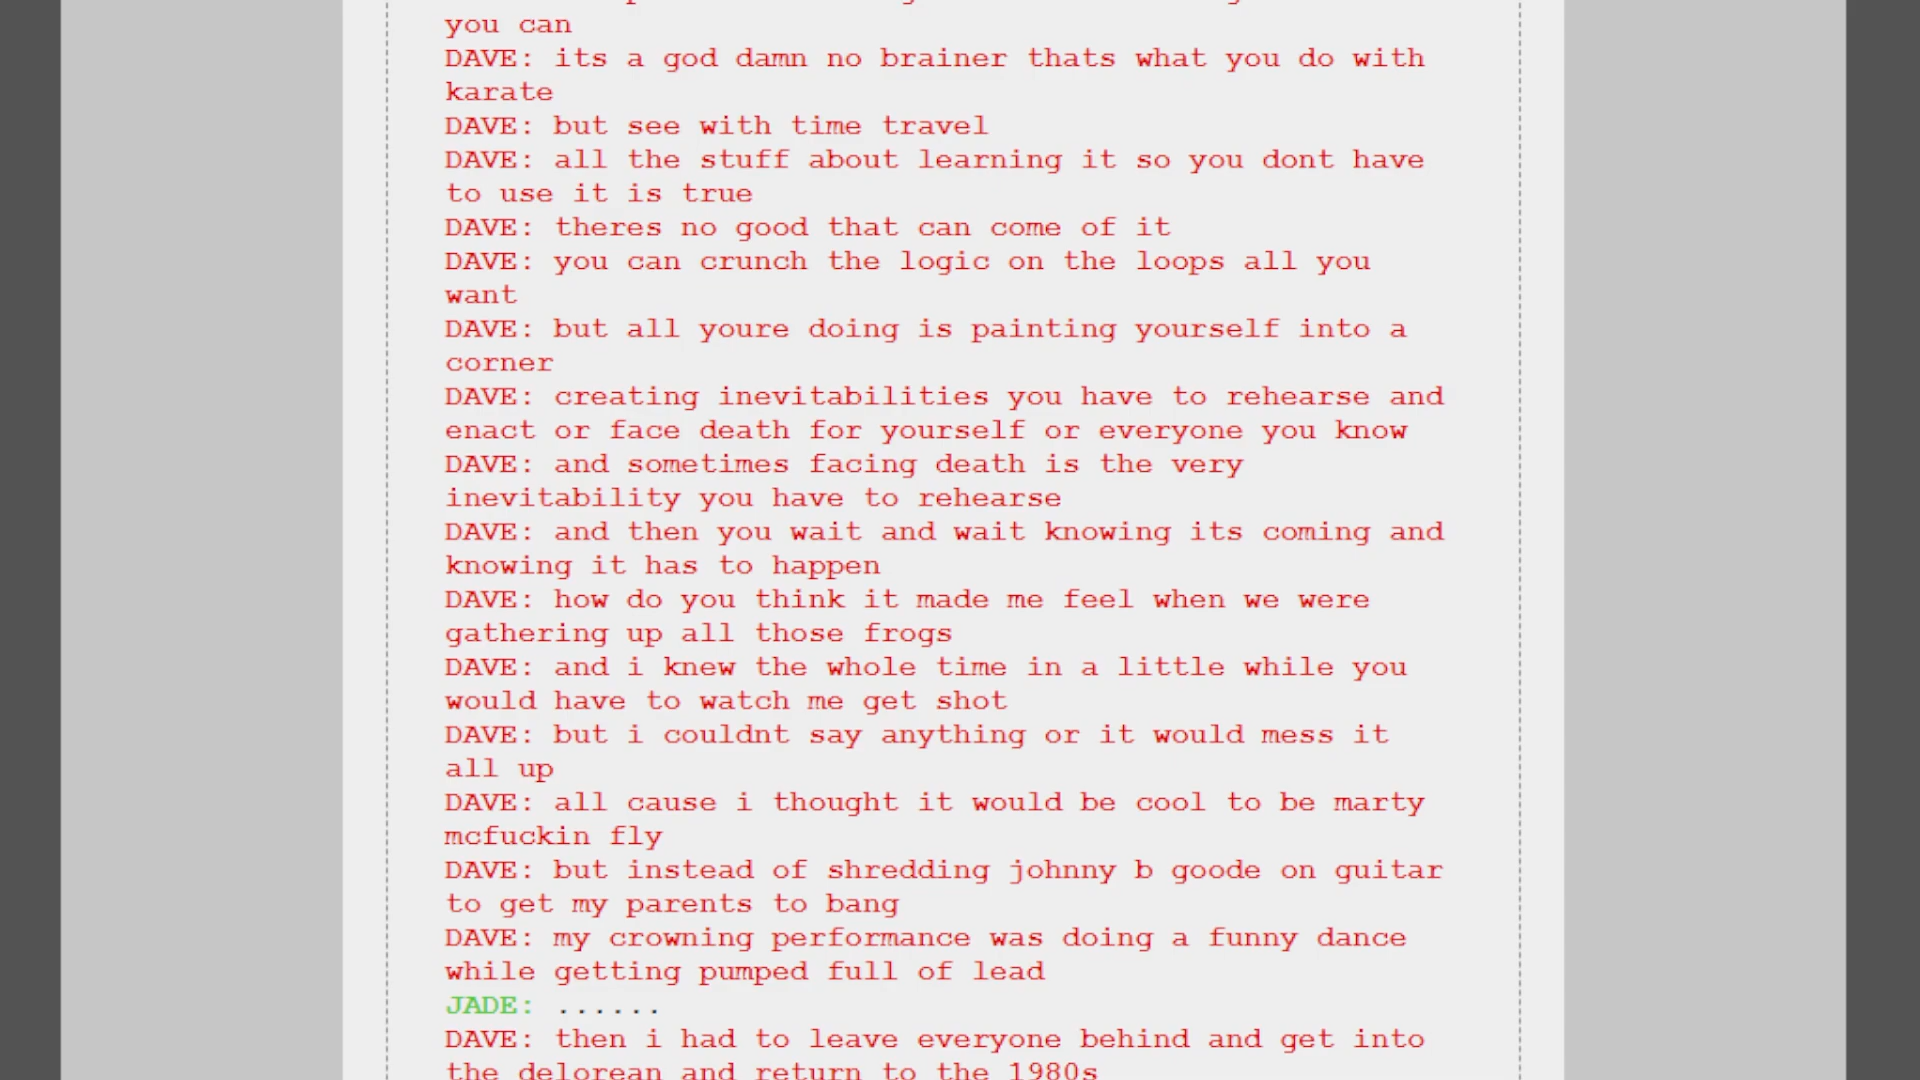 you can
DAVE: its a god damn no brainer thats what you do with
karate
DAVE: but see with time travel
DAVE: all the stuff about learning it so you dont have
to use it is true
DAVE: theres no good that can come of it
DAVE: you can crunch the logic on the loops all you
want
DAVE: but all youre doing is painting yourself into a
corner
DAVE: creating inevitabilities you have to rehearse and
enact or face death for yourself or everyone you know
DAVE: and sometimes facing death is the very
inevitability you have to rehearse
DAVE: and then you wait and wait knowing its coming and
knowing it has to happen
DAVE: how do you think it made me feel when we were
gathering up all those frogs
DAVE: and i knew the whole time in a little while you
would have to watch me get shot
DAVE: but i couldnt say anything or it would mess it
all up
DAVE: all cause i thought it would be cool to be marty
mcfuckin fly
DAVE: but instead of shredding johnny b goode on guitar
to get my parents to bang
DAVE: my crowning performance was doing a funny dance
while getting pumped full of lead
JADE: ......
DAVE: then i had to leave everyone behind and get into
the delorean and return to the 1980s